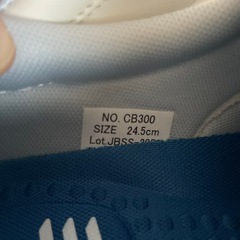 NO. CB300
SIZE 24.5cm
Lot.JBSS-